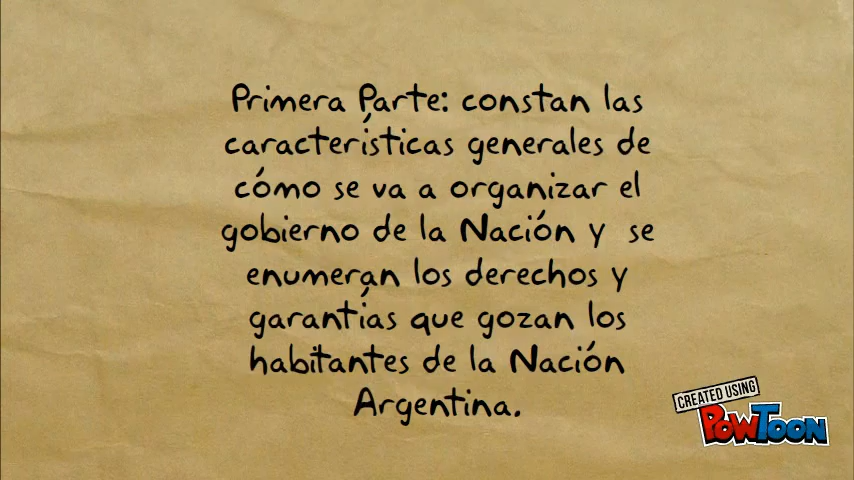 Primera Parte: constan las
características generales de
cómo se va a organizar el
gobierno de la Nación y  se
enumeran los derechos y
garantías que gozan los
habitantes de la Nación
Argentina.
CREATED USING
POWTOON